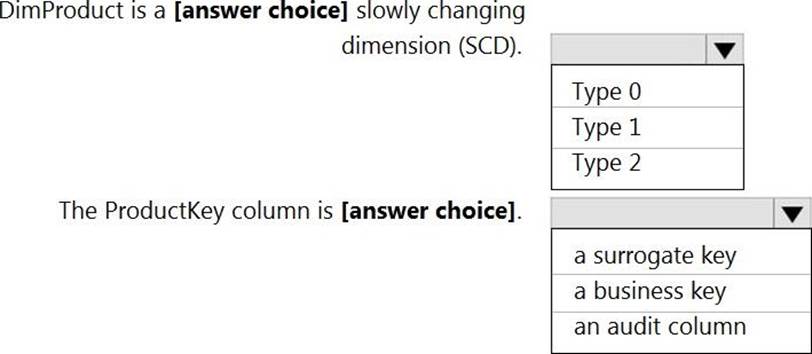 DimProduct is a [answer choice] slowly changing
dimension (SCD).
Type 0
Type 1
Type 2
The ProductKey column is [answer choice].
a surrogate key
a business key
an audit column